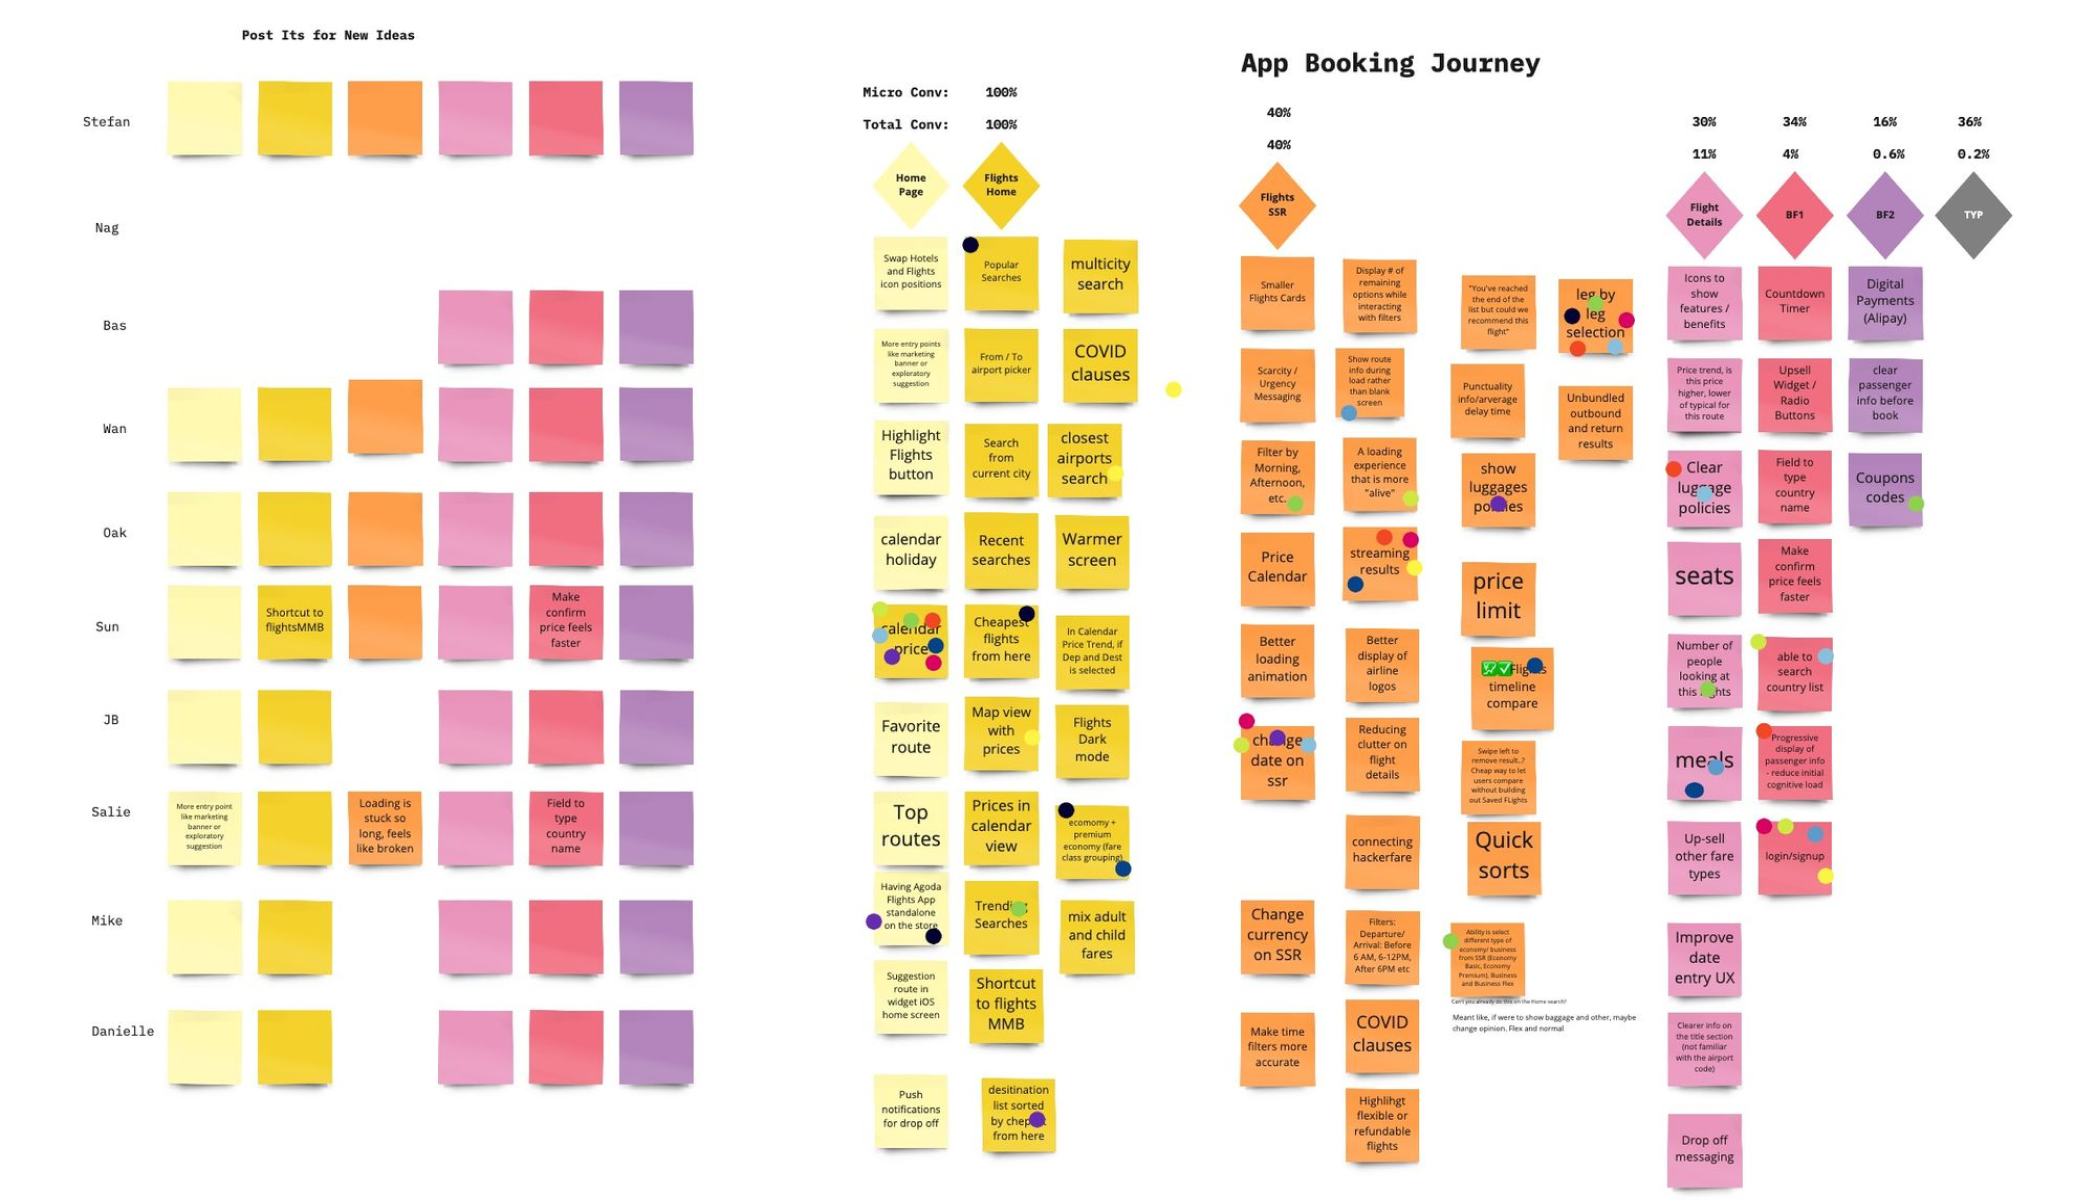 Post Its for New Ideas
Stefan
Nag
Bas
Wan
Oak
Sun
Shortcut to
flightsMMB
Make
confirm
price feels
faster
JB
Salie
More entry point
like marketing
banner or
exploratory
suggestion
Loading is
stuck so
long, feels
like broken
Field to
type
country
name
Mike
Danielle
App Booking Journey
Micro Conv: 100%
Total Conv: 100%
40%
40%
30%
11%
34%
4%
16%
0.6%
36%
0.2%
Home
Page
Swap Hotels
and Flights
icon positions
More entry points
like marketing
banner or
exploratory
suggestion
Highlight
Flights
button
calendar
holiday
calendar
price
Favorite
route
Top
routes
Having Agoda
Flights App
standalone
on the store
Suggestion
route in
widget iOS
home screen
Push
notifications
for drop off
Flights
Home
Popular
Searches
From / To
airport picker
Search
from
current city
Recent
searches
Cheapest
flights
from here
Map view
with
prices
Prices in
calendar
view
Trending
Searches
Shortcut
to flights
MMB
desitination
list sorted
by
from here
multicity
search
COVID
clauses
closest
airports
search
Warmer
screen
In Calendar
Price Trend, if
Dep and Dest
is selected
Flights
Dark
mode
ecomomy +
premium
economy (fare
class grouping)
mix adult
and child
fares
Flights
SSR
Smaller
Flights Cards
Scarcity /
Urgency
Messaging
Filter by
Morning,
Afternoon,
etc.
Price
Calendar
Better
loading
animation
change
date on
ssr
Change
currency
on SSR
Make time
filters more
accurate
Display # of
remaining
options while
interacting
with filters
Show route
info during
load rather
than blank
screen
A loading
experience
that is more
"alive"
streaming
results
Better
display of
airline
logos
Reducing
clutter on
flight
details
connecting
hackerfare
Filters:
Departure/
Arrival: Before
6 AM, 6-12PM,
After 6PM etc
COVID
clauses
Highlihgt
flexible or
refundable
flights
"You've reached
the end of the
list but could we
recommend this
flight"
Punctuality
info/arverage
delay time
show
luggages
policies
price
limit
Flights
timeline
compare
Swipe left to
remove result..?
Cheap way to let
users compare
without building
out Saved FLights
Quick
sorts
Ability is select
different type of
economy/ business
from SSR (Economy
Basic, Economy
Premium), Business
and Business Flex
Can't you already do this on the Home search?
Meant like, if were to show baggage and other, maybe
change opinion. Flex and normal
leg by
leg
selection
Unbundled
outbound
and return
results
Flight
Details
Icons to
show
features /
benefits
Price trend, is
this price
higher, lower
of typical for
this route
Clear
luggage
policies
seats
Number of
people
looking at
this flights
meals
Up-sell
other fare
types
Improve
date
entry UX
Clearer info on
the title section
(not familiar
with the airport
code)
Drop off
messaging
BF1
Countdown
Timer
Upsell
Widget /
Radio
Buttons
Field to
type
country
name
Make
confirm
price feels
faster
able to
search
country list
Progressive
display of
passenger info
- reduce initial
cognitive load
login/signup
BF2
Digital
Payments
(Alipay)
clear
passenger
info before
book
Coupons
codes
TYP